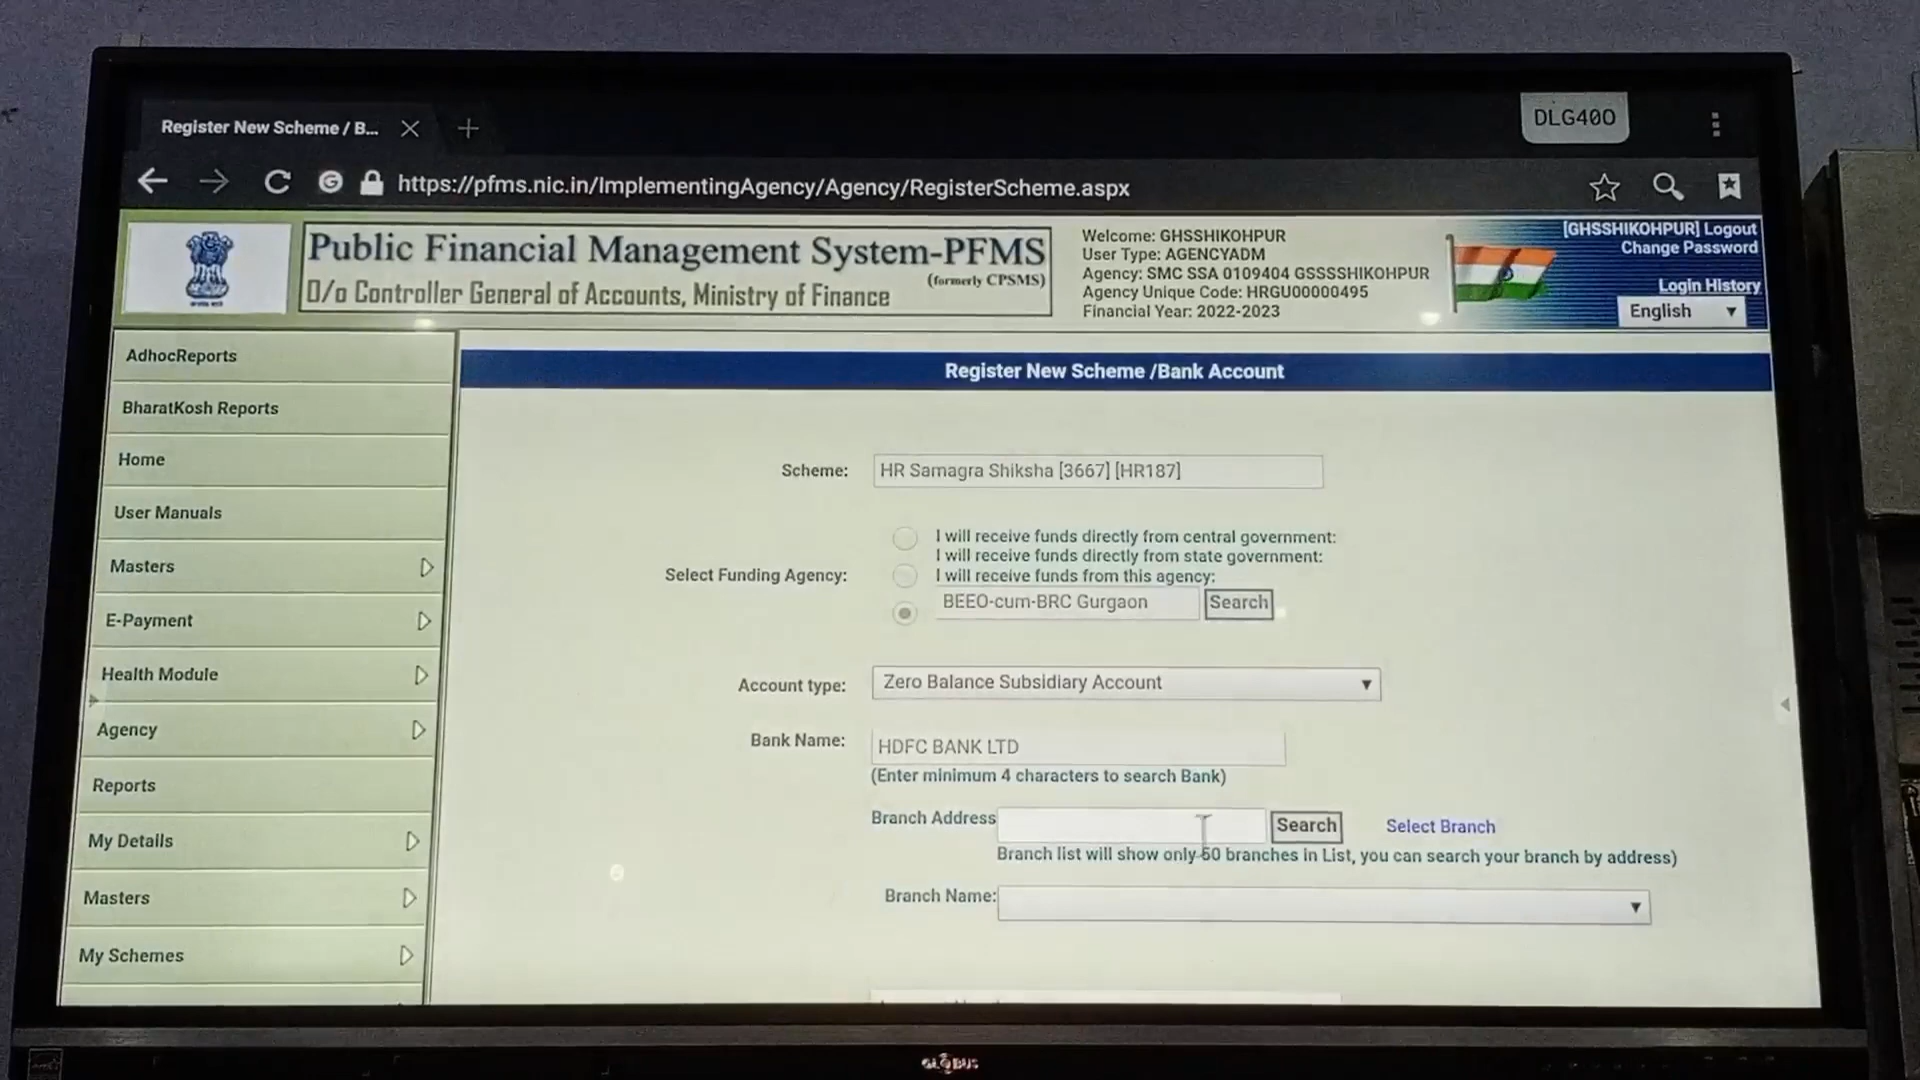 Register New Scheme / B...
DLG40O
https://pfms.nic.in/ImplementingAgency/Agency/RegisterScheme.aspx
Public Financial Management System-PFMS
(formerly CPSMS)
O/o Controller General of Accounts, Ministry of Finance
Welcome: GHSSHIKOHPUR
User Type: AGENCYADM
Agency: SMC SSA 0109404 GSSSSHIKOHPUR
Agency Unique Code: HRGU00000495
Financial Year: 2022-2023
[GHSSHIKOHPUR] Logout
Change Password
Login History
English
AdhocReports
BharatKosh Reports
Home
User Manuals
Masters
E-Payment
Health Module
Agency
Reports
My Details
Masters
My Schemes
Register New Scheme /Bank Account
Scheme: HR Samagra Shiksha [3667] [HR187]
Select Funding Agency:
I will receive funds directly from central government:
I will receive funds directly from state government:
I will receive funds from this agency:
BEEO-cum-BRC Gurgaon Search
Account type: Zero Balance Subsidiary Account
Bank Name: HDFC BANK LTD
(Enter minimum 4 characters to search Bank)
Branch Address Search Select Branch
Branch list will show only 50 branches in List, you can search your branch by address)
Branch Name:
GLOBUS